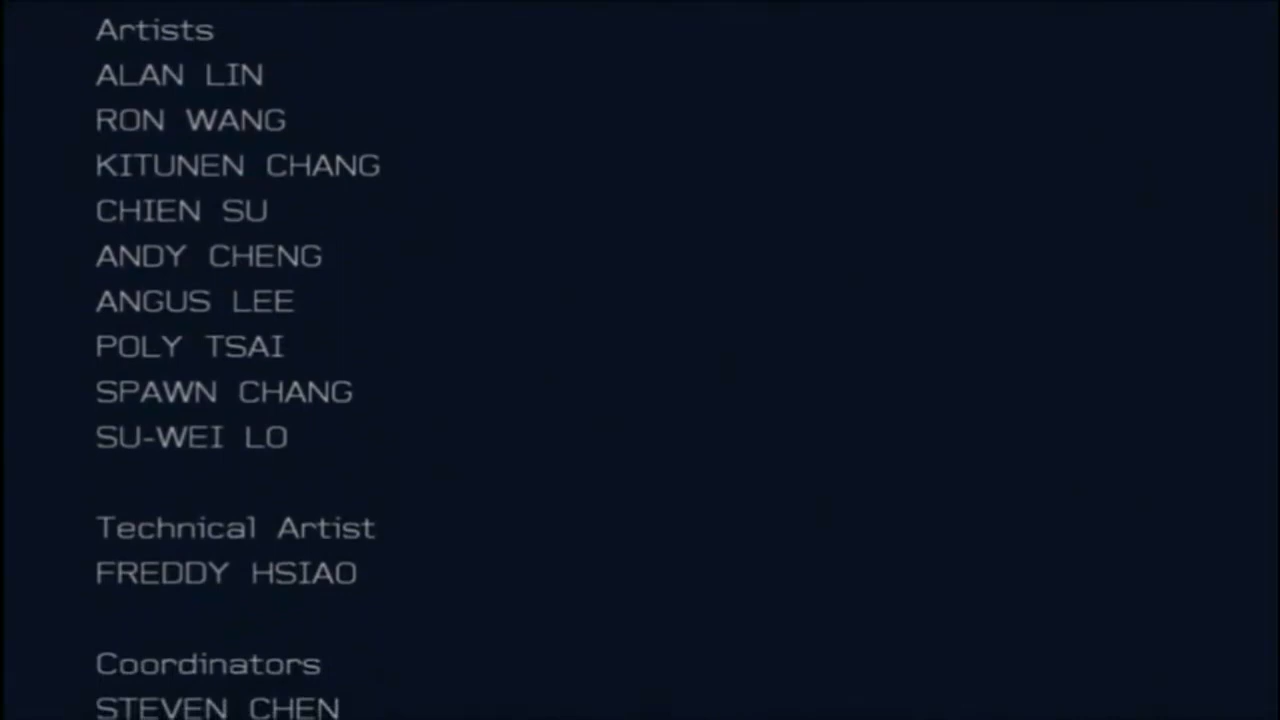 Artists
ALAN LIN
RON WANG
KITUNEN CHANG
CHIEN SU
ANDY CHENG
ANGUS LEE
POLY TSAI
SPAWN CHANG
SU-WEI LO
Technical Artist
FREDDY HSIAO
Coordinators
STEVEN CHEN